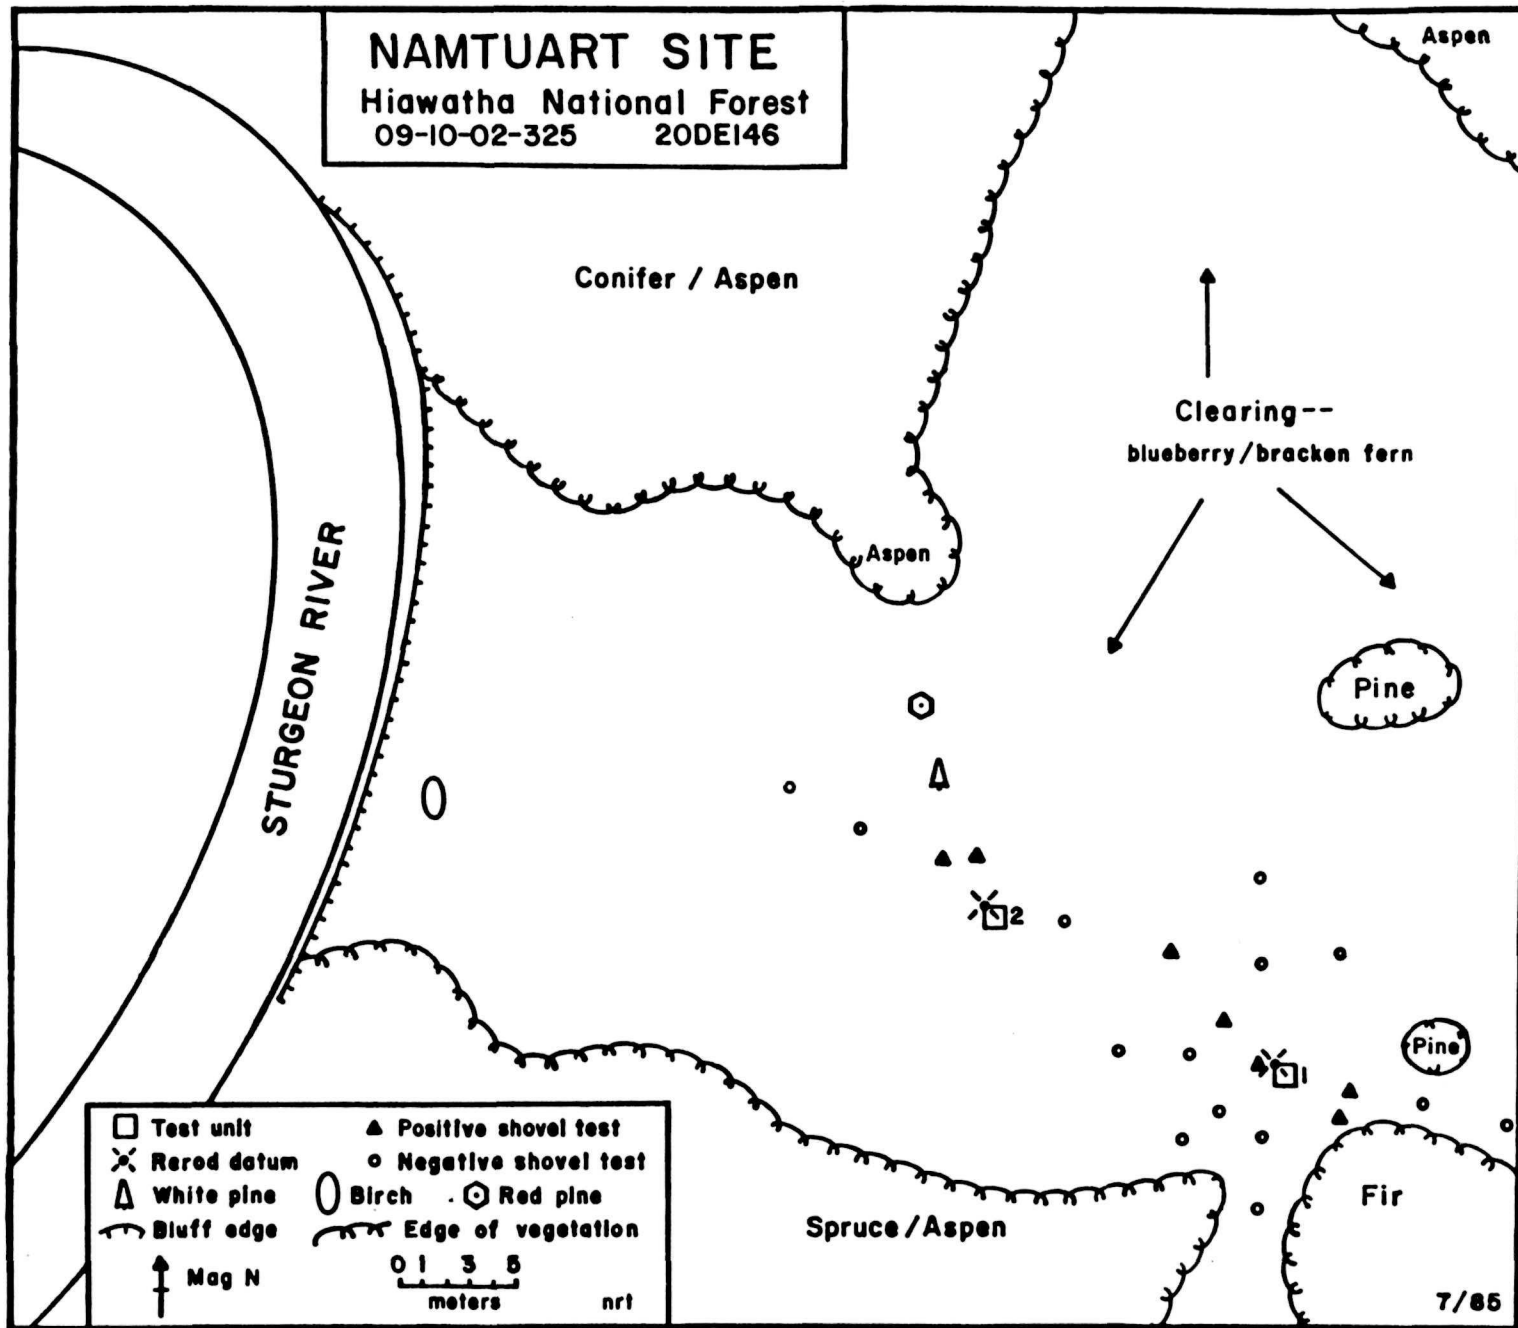 NAMTUART SITE
Hiawatha National Forest
09-10-02-325 20DE146
Aspen
Conifer / Aspen
Clearing--
blueberry/bracken fern
Aspen
STURGEON RIVER
Pine
2
Pine
1
Fir
Spruce/Aspen
Test unit
Positive shovel test
Rerod datum
Negative shovel test
White pine
Birch
Red pine
Bluff edge
Edge of vegetation
Mag N
0 1 3 5
meters
nrt
7/85